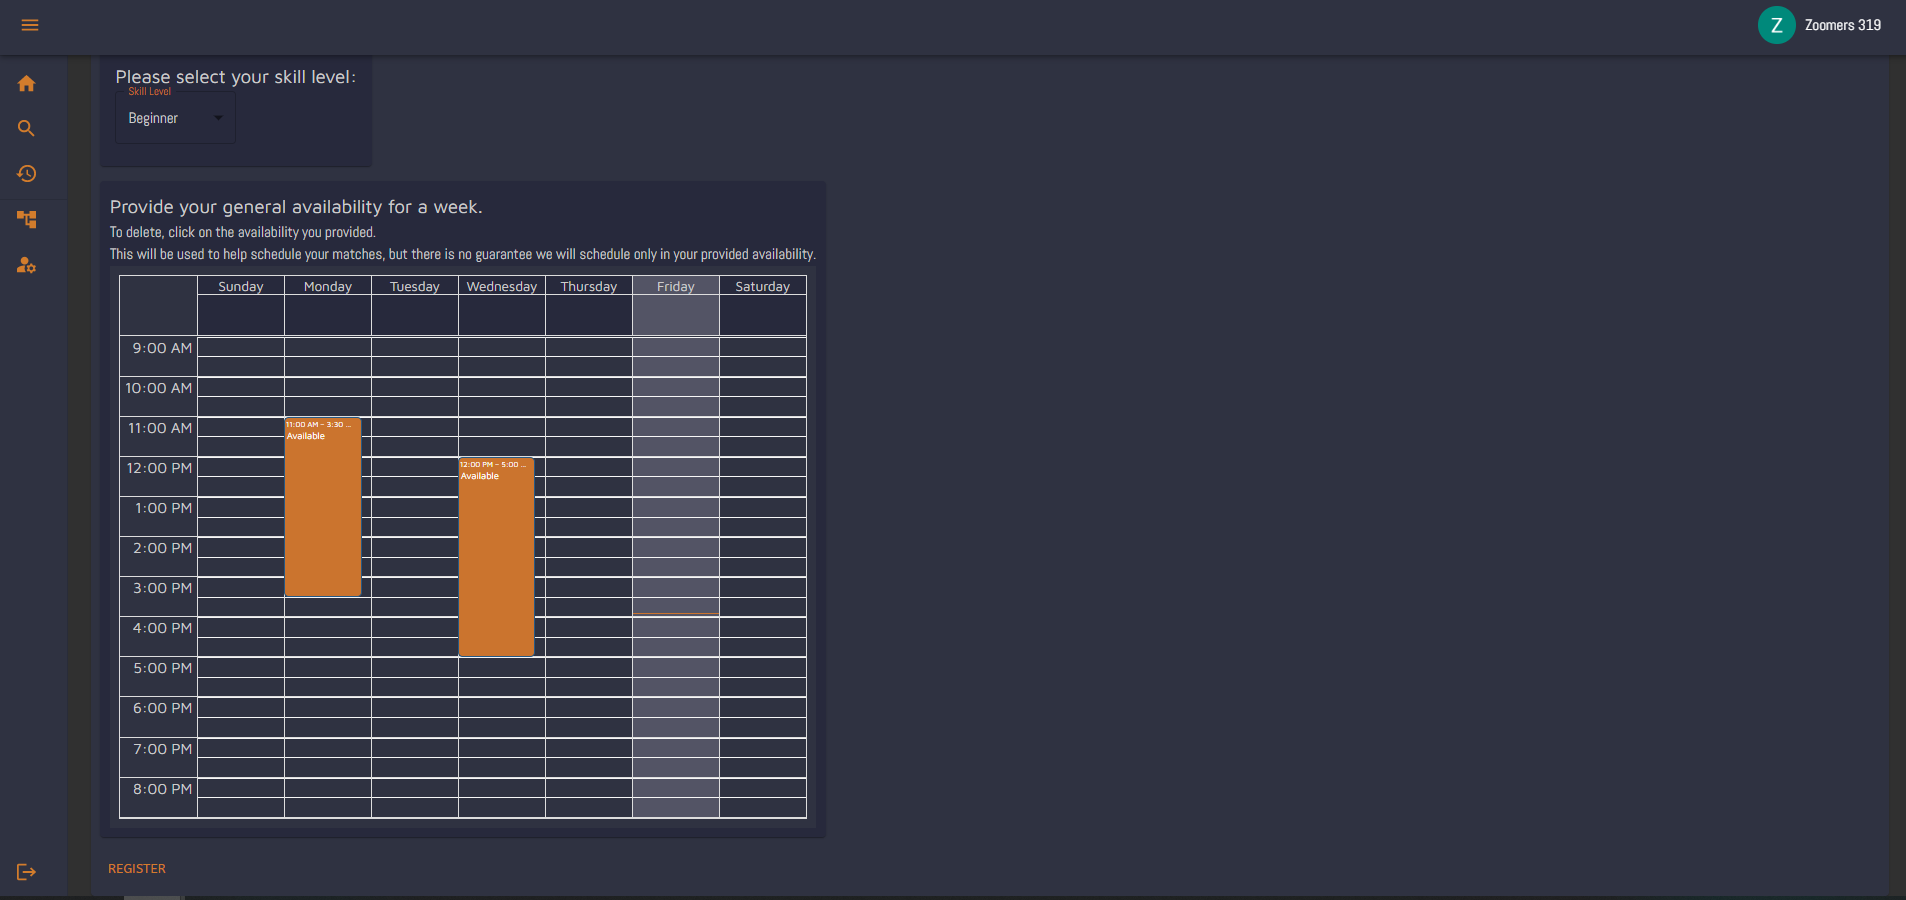 Z Zoomers 319
Please select your skill level:
Skill Level
Beginner
Provide your general availability for a week.
To delete, click on the availability you provided.
This will be used to help schedule your matches, but there is no guarantee we will schedule only in your provided availability.
Sunday Monday Tuesday Wednesday Thursday Friday Saturday
9:00 AM
10:00 AM
11:00 AM
11:00 AM – 3:30 ...
Available
12:00 PM
12:00 PM – 5:00 ...
Available
1:00 PM
2:00 PM
3:00 PM
4:00 PM
5:00 PM
6:00 PM
7:00 PM
8:00 PM
REGISTER